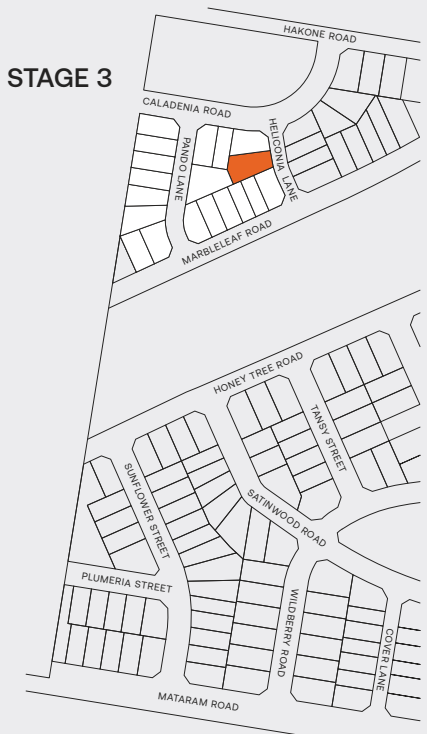 HAKONE ROAD
STAGE 3
CALADENIA ROAD
HELICONIA LANE
PANDO LANE
MARBLELEAF ROAD
HONEY TREE ROAD
TANSY STREET
SUNFLOWER STREET
SATINWOOD ROAD
PLUMERIA STREET
WILDBERRY ROAD
COVER LANE
MATARAM ROAD